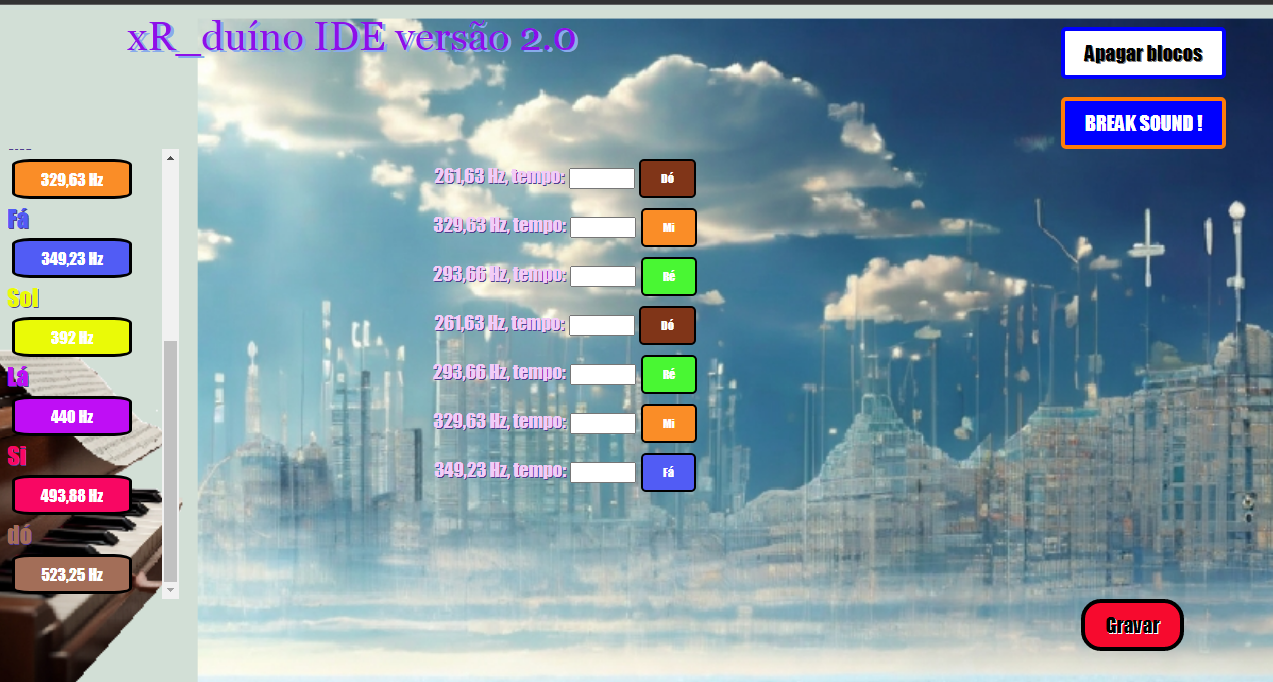 xR_duíno IDE versão 2.0
Apagar blocos
BREAK SOUND !
329,63 Hz
Fá
349,23 Hz
Sol
392 Hz
Lá
440 Hz
Si
493,88 Hz
dó
523,25 Hz
261,63 Hz, tempo: Dó
329,63 Hz, tempo: Mi
293,66 Hz, tempo: Ré
261,63 Hz, tempo: Dó
293,66 Hz, tempo: Ré
329,63 Hz, tempo: Mi
349,23 Hz, tempo: Fá
Gravar